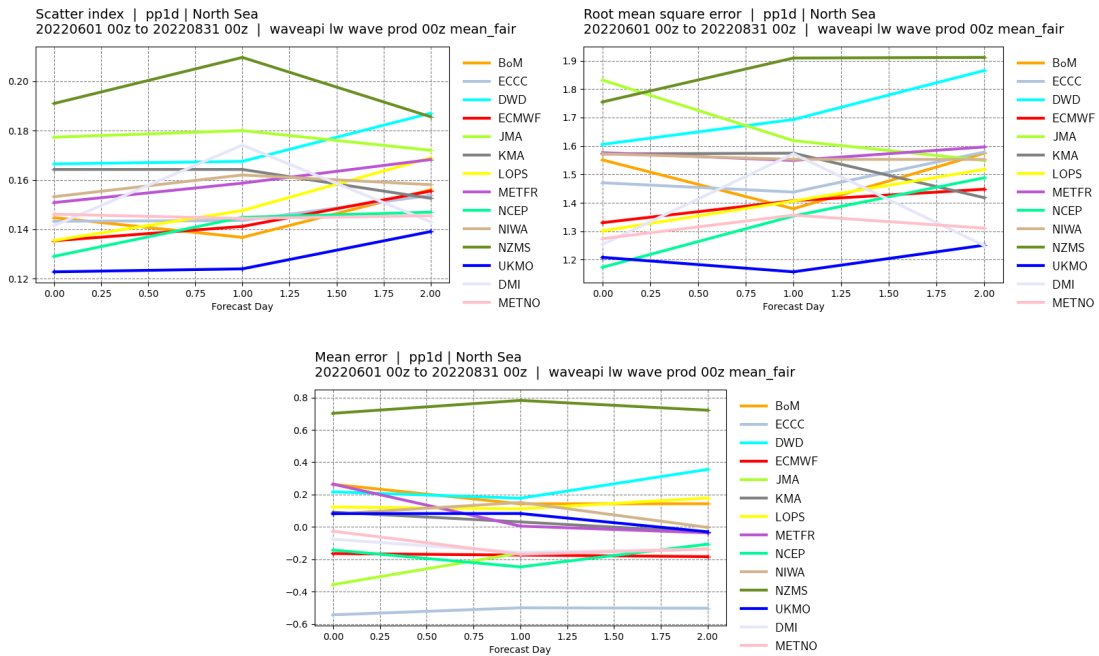 Scatter index | pp1d | North Sea
20220601 00z to 20220831 00z | waveapi lw wave prod 00z mean_fair
0.20
0.18
0.16
0.14
0.12
0.00
0.25
0.50
0.75
1.00
1.25
1.50
1.75
2.00
Forecast Day
BoM
ECCC
DWD
ECMWF
JMA
KMA
LOPS
METFR
NCEP
NIWA
NZMS
UKMO
DMI
METNO
Root mean square error | pp1d | North Sea
20220601 00z to 20220831 00z | waveapi lw wave prod 00z mean_fair
1.9
1.8
1.7
1.6
1.5
1.4
1.3
1.2
0.00
0.25
0.50
0.75
1.00
1.25
1.50
1.75
2.00
Forecast Day
BoM
ECCC
DWD
ECMWF
JMA
KMA
LOPS
METFR
NCEP
NIWA
NZMS
UKMO
DMI
METNO
Mean error | pp1d | North Sea
20220601 00z to 20220831 00z | waveapi lw wave prod 00z mean_fair
0.8
0.6
0.4
0.2
0.0
−0.2
−0.4
−0.6
0.00
0.25
0.50
0.75
1.00
1.25
1.50
1.75
2.00
Forecast Day
BoM
ECCC
DWD
ECMWF
JMA
KMA
LOPS
METFR
NCEP
NIWA
NZMS
UKMO
DMI
METNO